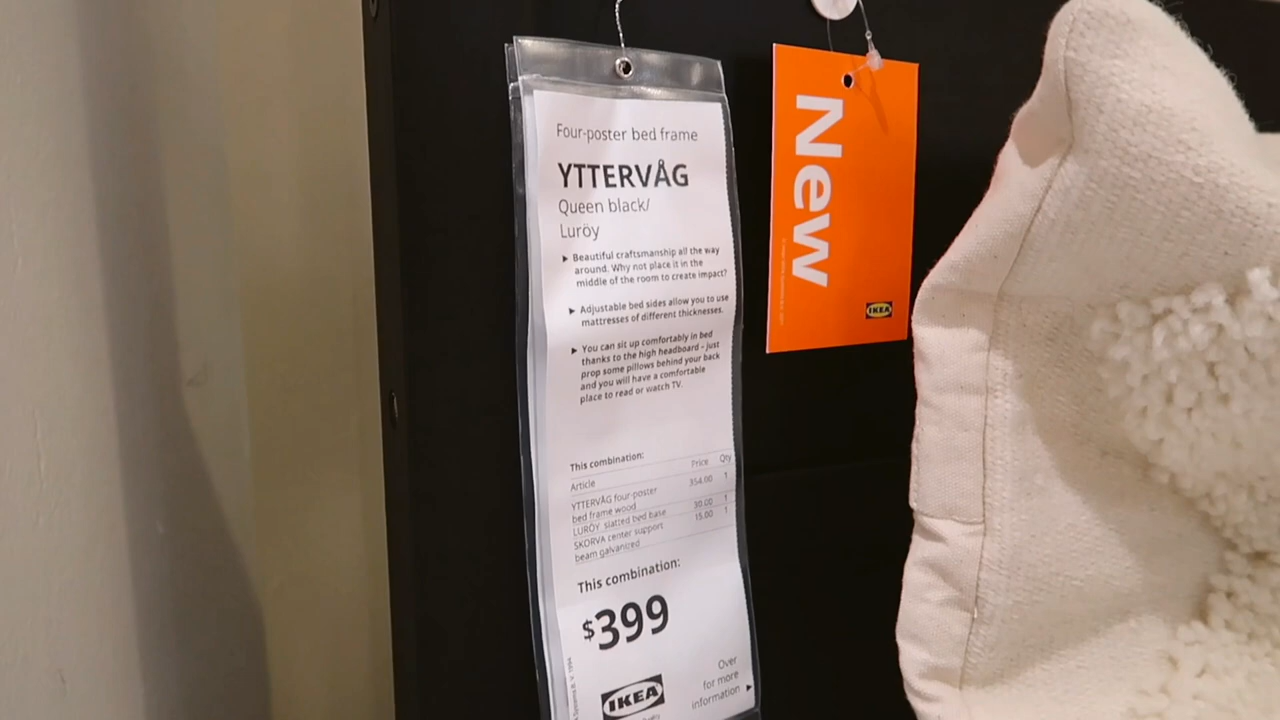 Four-poster bed frame
YTTERVÅG
Queen black/
Luröy
▶ Beautiful craftsmanship all the way
around. Why not place it in the
middle of the room to create impact?
▶ Adjustable bed sides allow you to use
mattresses of different thicknesses.
▶ You can sit up comfortably in bed
thanks to the high headboard – just
prop some pillows behind your back
and you will have a comfortable
place to read or watch TV.
This combination:
Article Price Qty
YTTERVÅG four-poster 354.00 1
bed frame wood
LURÖY slatted bed base 30.00 1
SKORVA center support 15.00 1
beam galvanized
This combination:
$399
IKEA
Over
for more
information ▶
New
IKEA